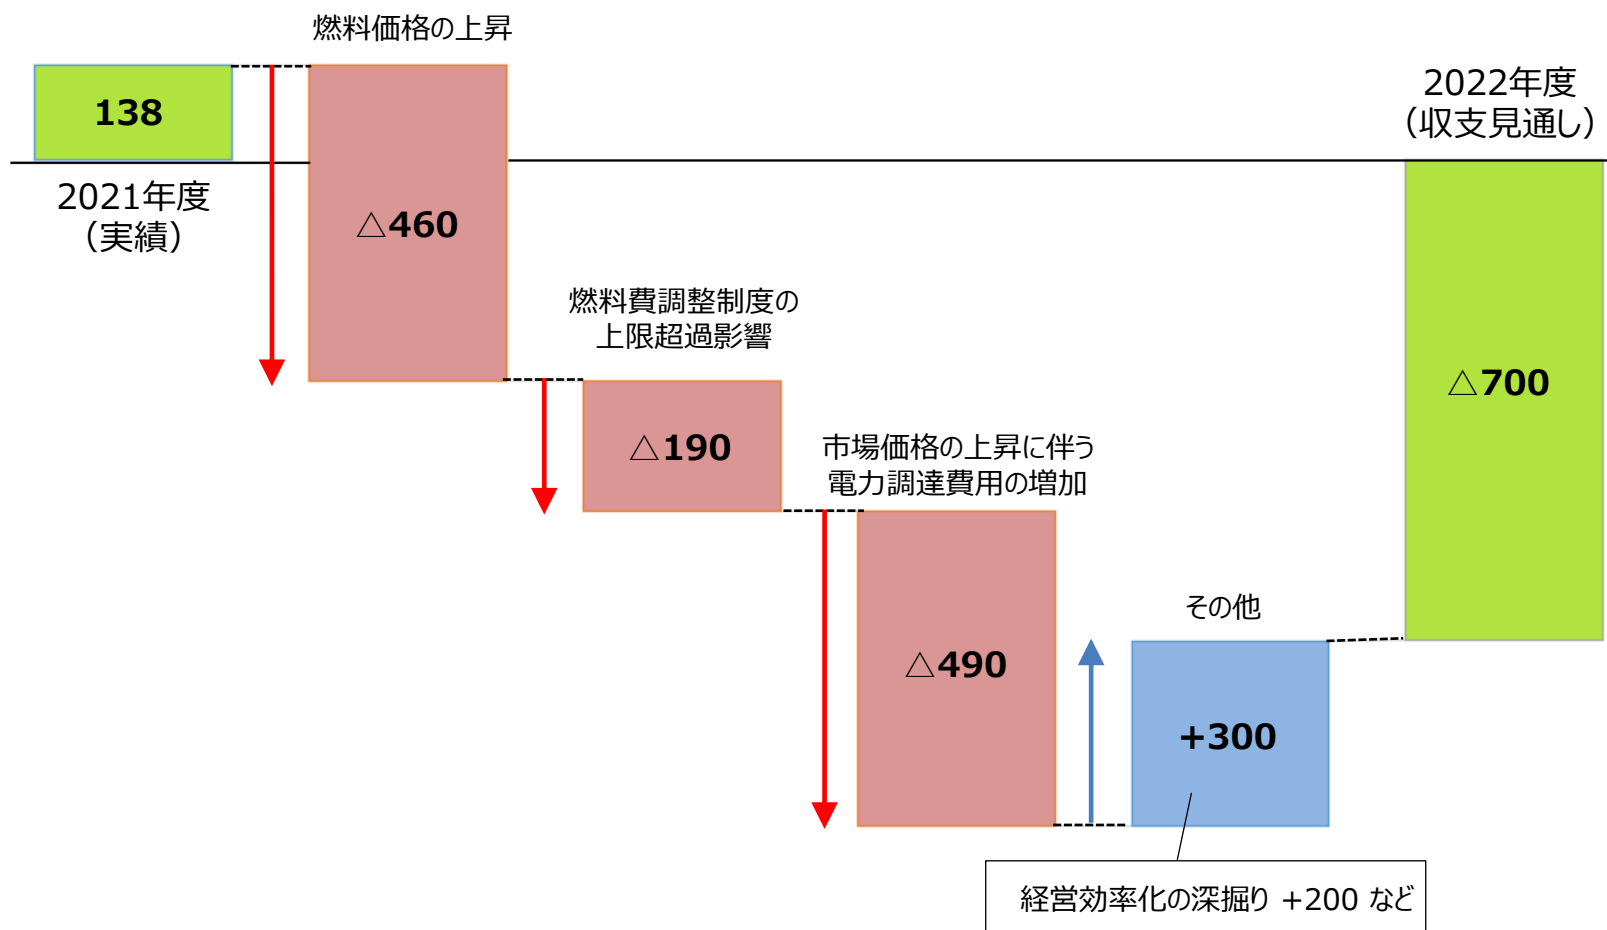 燃料価格の上昇
138
2021年度
（実績）
△460
燃料費調整制度の
上限超過影響
△190
市場価格の上昇に伴う
電力調達費用の増加
△490
その他
+300
経営効率化の深掘り +200 など
2022年度
（収支見通し）
△700